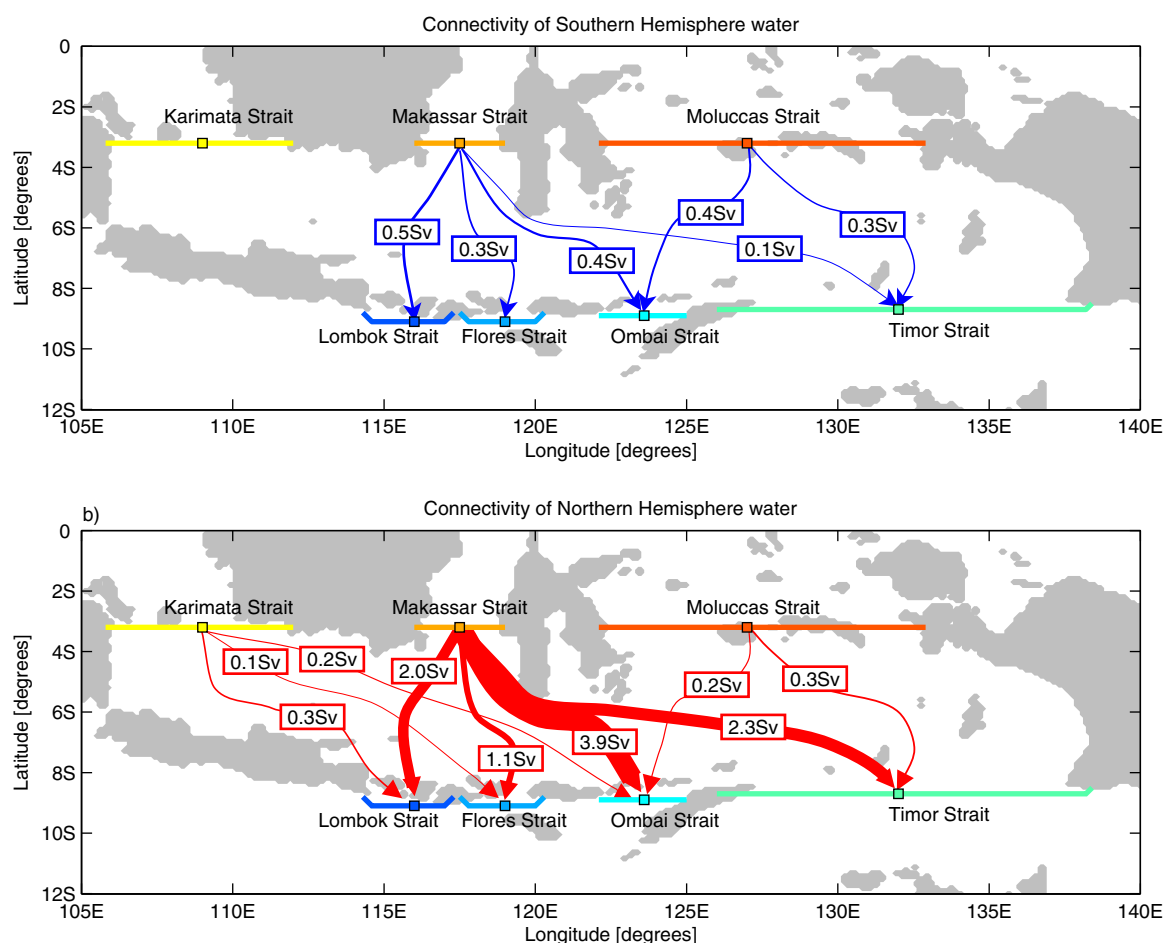 Connectivity of Southern Hemisphere water
0
2S
4S
6S
8S
10S
12S
Latitude [degrees]
Karimata Strait
Makassar Strait
Moluccas Strait
0.5Sv
0.3Sv
0.4Sv
0.4Sv
0.1Sv
0.3Sv
Lombok Strait
Flores Strait
Ombai Strait
Timor Strait
105E
110E
115E
120E
125E
130E
135E
140E
Longitude [degrees]
b)
Connectivity of Northern Hemisphere water
0
2S
4S
6S
8S
10S
12S
Latitude [degrees]
Karimata Strait
Makassar Strait
Moluccas Strait
0.1Sv
0.2Sv
0.3Sv
2.0Sv
1.1Sv
3.9Sv
0.2Sv
0.3Sv
2.3Sv
Lombok Strait
Flores Strait
Ombai Strait
Timor Strait
105E
110E
115E
120E
125E
130E
135E
140E
Longitude [degrees]